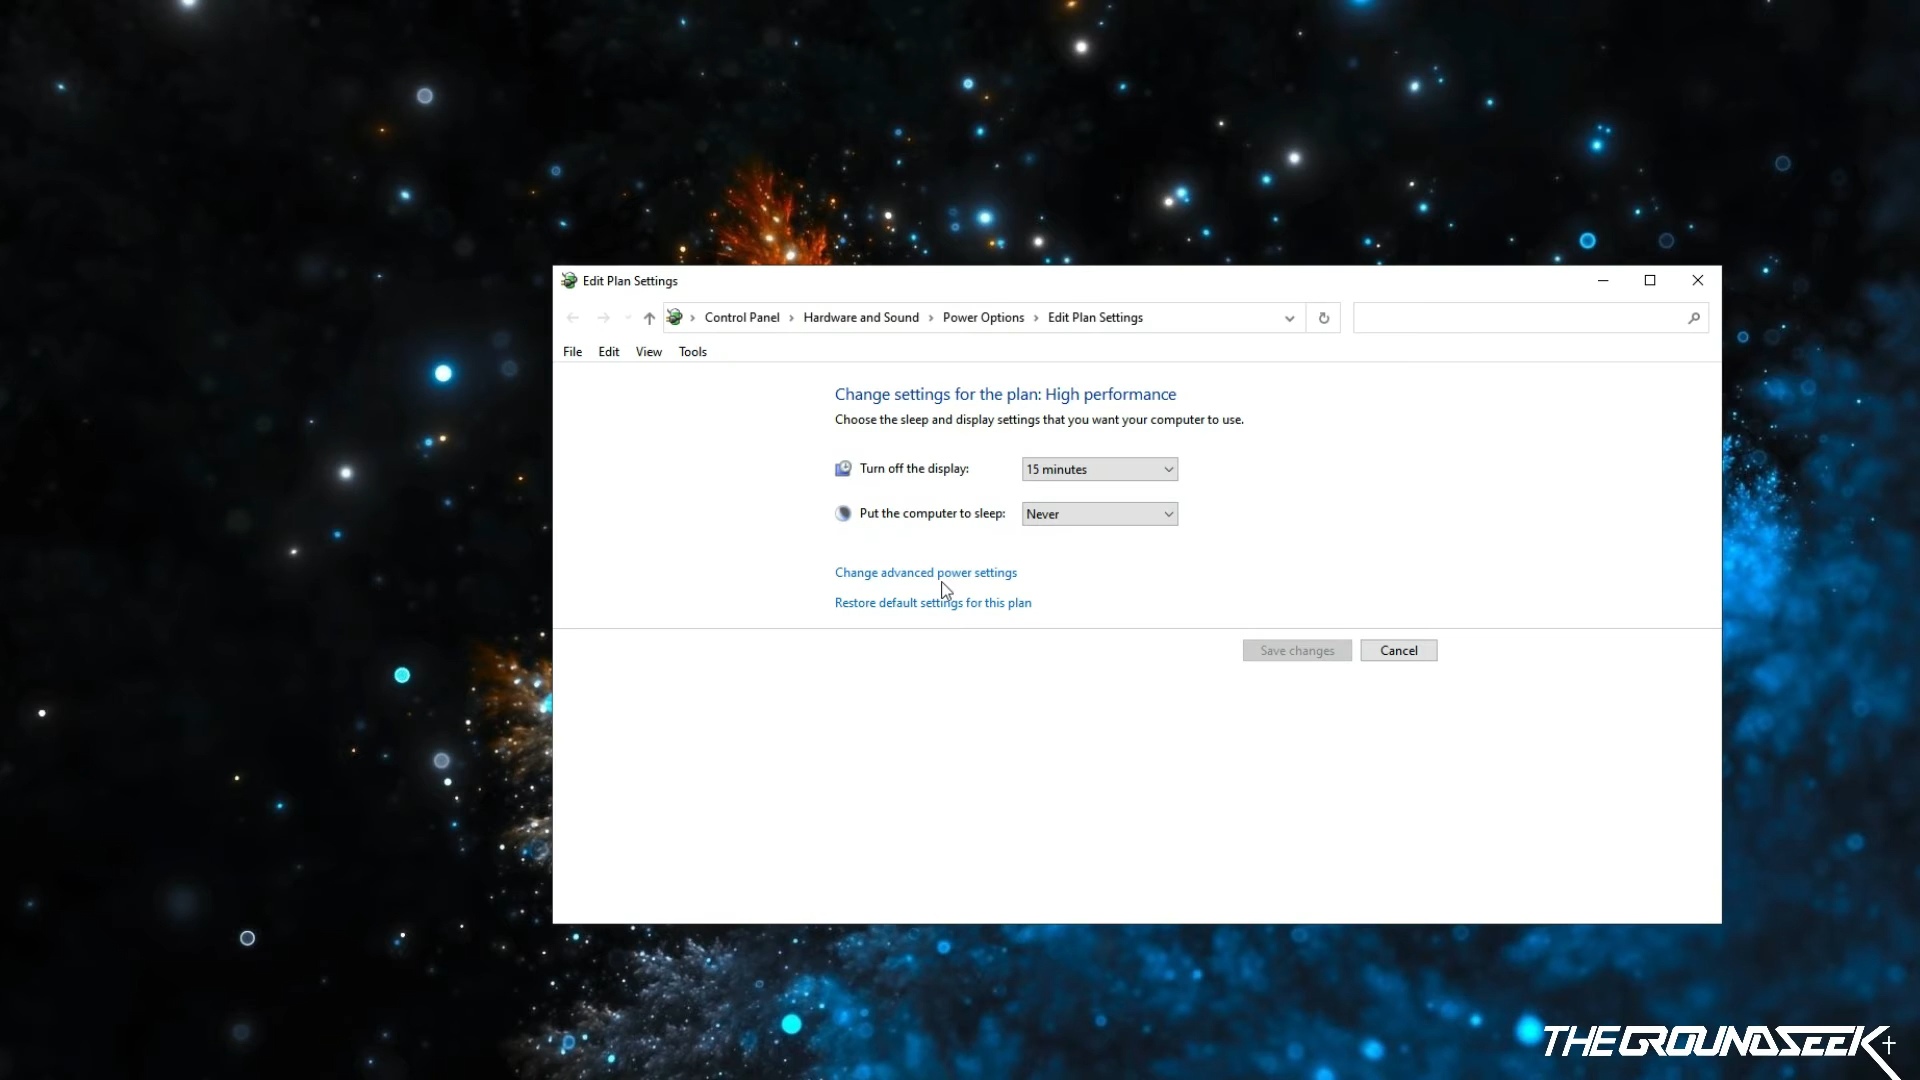 Edit Plan Settings
Control Panel > Hardware and Sound > Power Options > Edit Plan Settings
File Edit View Tools
Change settings for the plan: High performance
Choose the sleep and display settings that you want your computer to use.
Turn off the display: 15 minutes
Put the computer to sleep: Never
Change advanced power settings
Restore default settings for this plan
Save changes Cancel
THEGROUNDSEEK